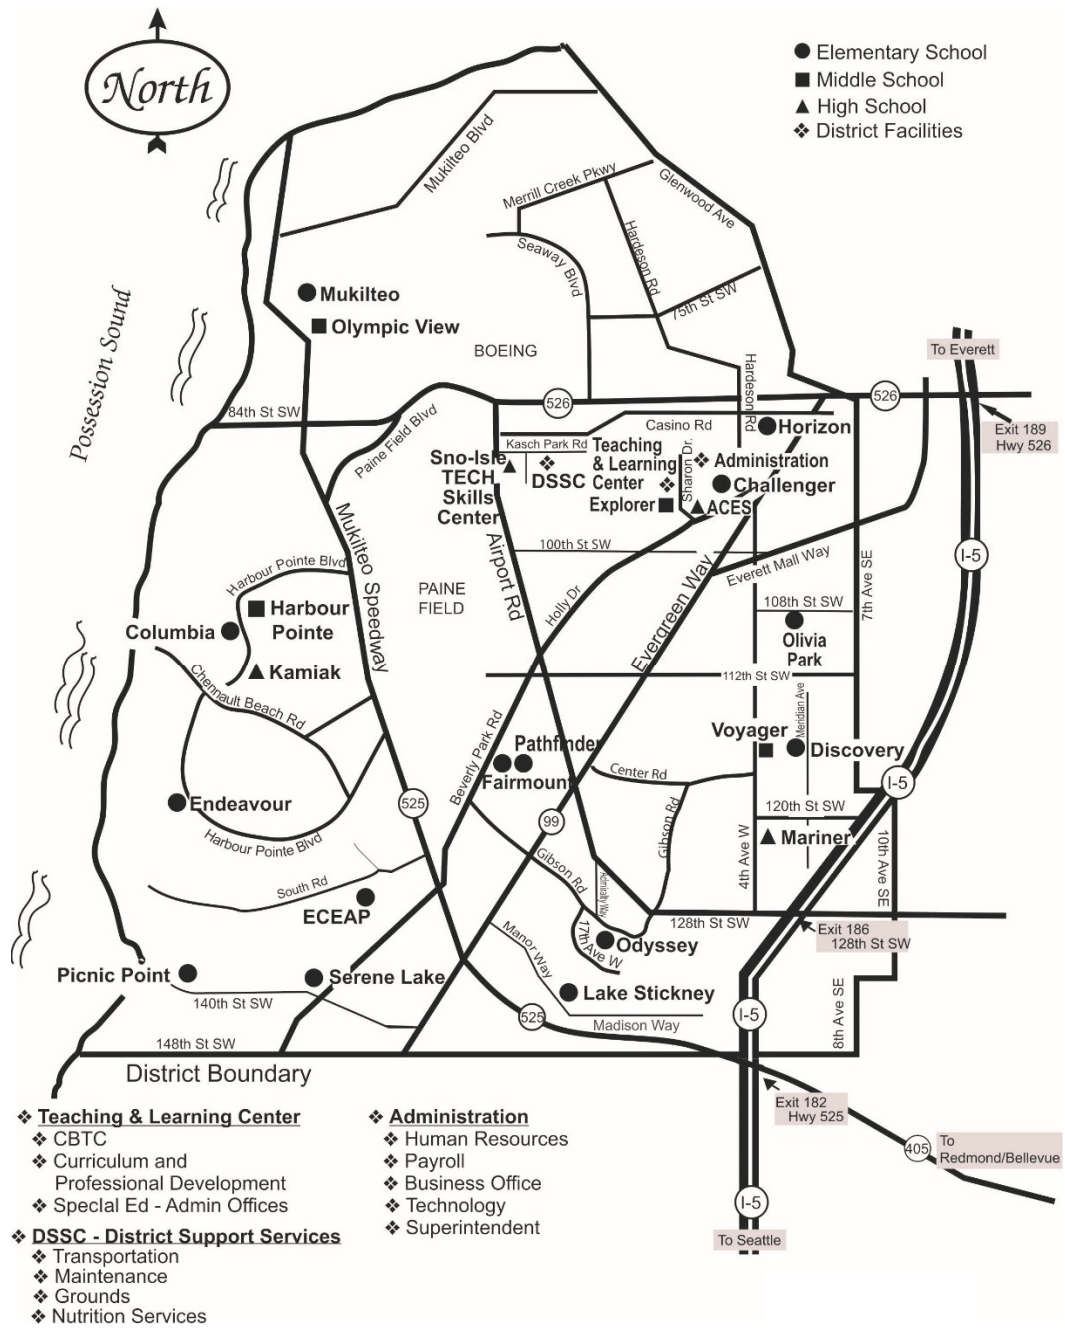 North
Elementary School
Middle School
High School
District Facilities
Mukilteo Blvd
Merrill Creek Pkwy
Glenwood Ave
Seaway Blvd
Hardeson Rd
75th St SW
Possession Sound
Mukilteo
Olympic View
BOEING
To Everett
Hardeson Rd
526
526
84th St SW
Paine Field Blvd
Casino Rd
Horizon
Exit 189
Hwy 526
Kasch Park Rd
Sno-Isle
TECH
Skills
Center
DSSC
Teaching
& Learning
Center
Sharon Dr.
Administration
Challenger
Explorer
ACES
Mukilteo Speedway
Airport Rd
100th St SW
Everett Mall Way
I-5
Harbour Pointe Blvd
PAINE
FIELD
Holly Dr
Evergreen Way
7th Ave SE
108th St SW
Harbour
Pointe
Columbia
Olivia
Park
Kamiak
Chennault Beach Rd
112th St SW
Meridian Ave
Voyager
Discovery
Beverly Park Rd
Pathfinder
Fairmount
Center Rd
I-5
Endeavour
525
99
Gibson Rd
120th St SW
Mariner
Harbour Pointe Blvd
4th Ave W
10th Ave SE
Gibson Rd
South Rd
ECEAP
Admiralty Way
128th St SW
Exit 186
128th St SW
Manor Way
17th Ave W
Odyssey
Picnic Point
Serene Lake
Lake Stickney
140th St SW
525
Madison Way
I-5
8th Ave SE
148th St SW
District Boundary
Exit 182
Hwy 525
405
To
Redmond/Bellevue
I-5
To Seattle
Teaching & Learning Center
CBTC
Curriculum and
Professional Development
Special Ed - Admin Offices
DSSC - District Support Services
Transportation
Maintenance
Grounds
Nutrition Services
Administration
Human Resources
Payroll
Business Office
Technology
Superintendent